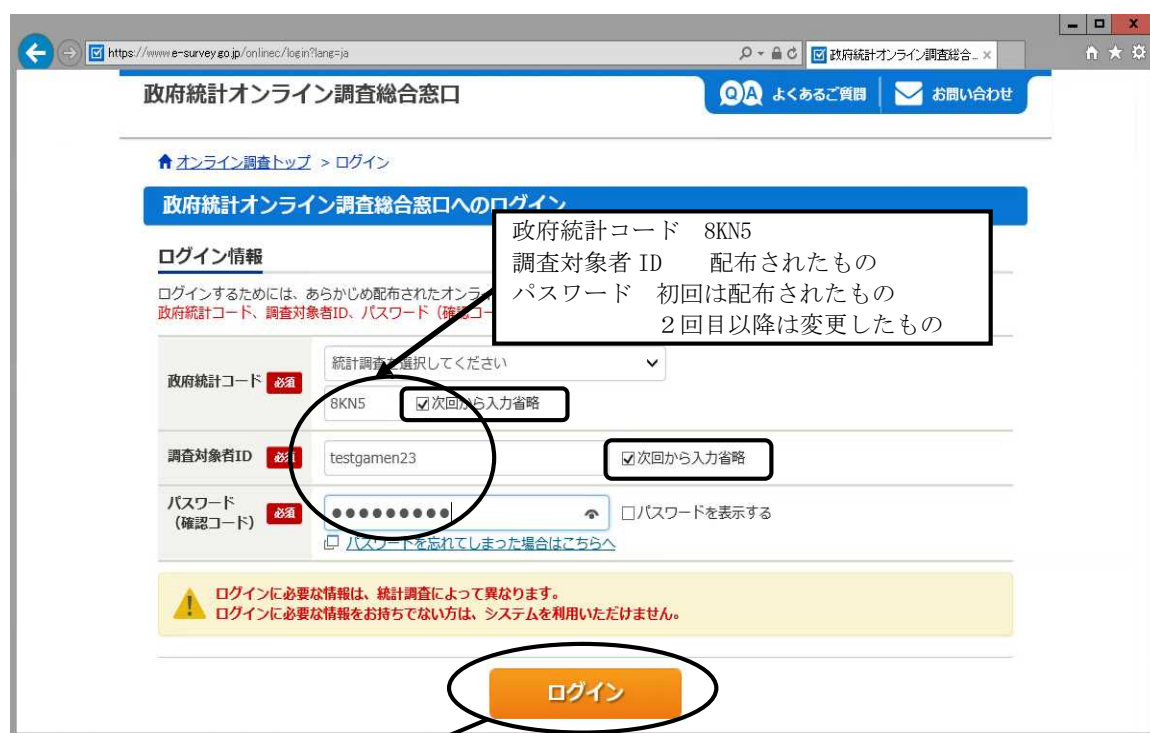 https://www.e-survey.go.jp/onlinec/login?lang=ja
政府統計オンライン調査総合... ×
政府統計オンライン調査総合窓口
Q A よくあるご質問
お問い合わせ
オンライン調査トップ > ログイン
政府統計オンライン調査総合窓口へのログイン
政府統計コード 8KN5
調査対象者 ID 配布されたもの
パスワード 初回は配布されたもの
２回目以降は変更したもの
ログイン情報
ログインするためには、あらかじめ配布されたオンライ
政府統計コード、調査対象者ID、パスワード（確認コー
政府統計コード 必須
統計調査を選択してください
8KN5 次回から入力省略
調査対象者ID 必須 testgamen23 次回から入力省略
パスワード
（確認コード） 必須
●●●●●●●●● パスワードを表示する
パスワードを忘れてしまった場合はこちらへ
ログインに必要な情報は、統計調査によって異なります。
ログインに必要な情報をお持ちでない方は、システムを利用いただけません。
ログイン